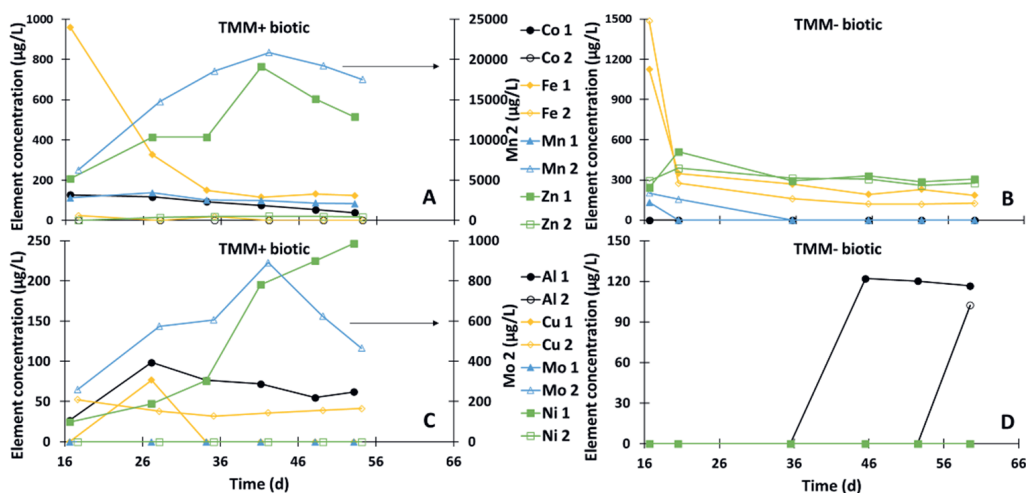 TMM+ biotic
Element concentration (µg/L)
1000
800
600
400
200
0
25000
20000
15000
10000
5000
0
Mn 2 (µg/L)
A
Co 1
Co 2
Fe 1
Fe 2
Mn 1
Mn 2
Zn 1
Zn 2
TMM- biotic
Element concentration (µg/L)
1500
1200
900
600
300
0
B
TMM+ biotic
Element concentration (µg/L)
250
200
150
100
50
0
1000
800
600
400
200
0
Mo 2 (µg/L)
C
16 26 36 46 56 66
Time (d)
Al 1
Al 2
Cu 1
Cu 2
Mo 1
Mo 2
Ni 1
Ni 2
TMM- biotic
Element concentration (µg/L)
150
120
90
60
30
0
D
16 26 36 46 56 66
Time (d)